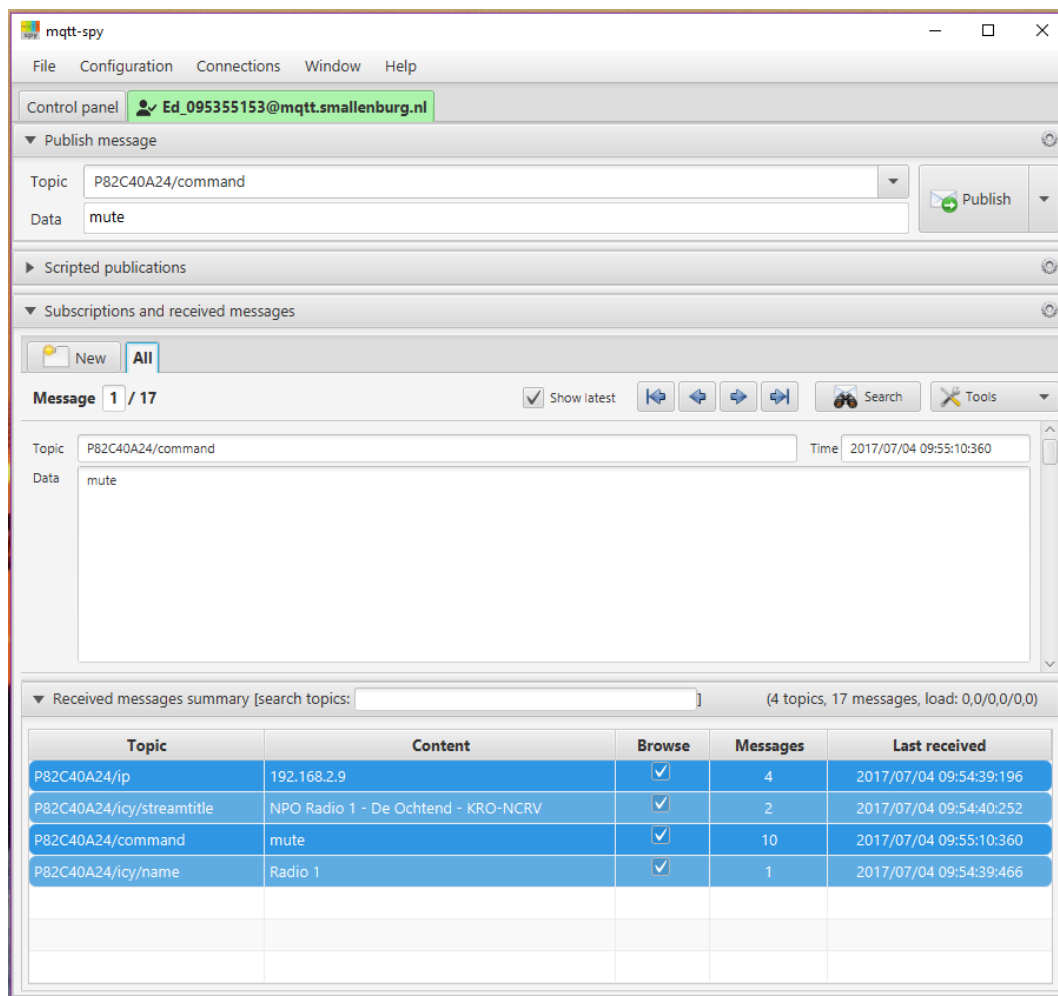 mqtt-spy
File Configuration Connections Window Help
Control panel Ed_095355153@mqtt.smallenburg.nl
Publish message
Topic P82C40A24/command
Publish
Data mute
Scripted publications
Subscriptions and received messages
New All
Message 1 / 17 Show latest Search Tools
Topic P82C40A24/command Time 2017/07/04 09:55:10:360
Data mute
Received messages summary [search topics: ] (4 topics, 17 messages, load: 0,0/0,0/0,0)
Topic Content Browse Messages Last received
P82C40A24/ip 192.168.2.9 4 2017/07/04 09:54:39:196
P82C40A24/icy/streamtitle NPO Radio 1 - De Ochtend - KRO-NCRV 2 2017/07/04 09:54:40:252
P82C40A24/command mute 10 2017/07/04 09:55:10:360
P82C40A24/icy/name Radio 1 1 2017/07/04 09:54:39:466